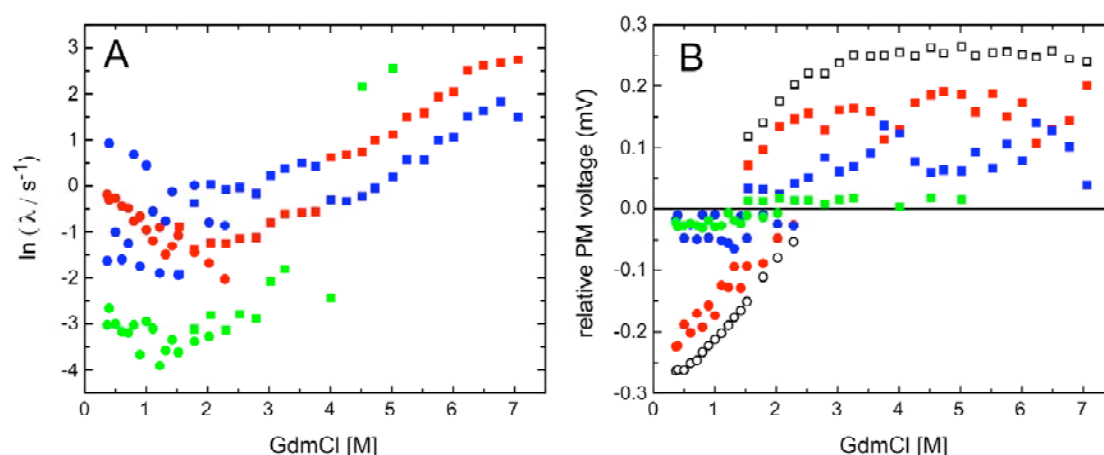 A
ln ( λ / s⁻¹)
3
2
1
0
-1
-2
-3
-4
0 1 2 3 4 5 6 7
GdmCl [M]
B
relative PM voltage (mV)
0.3
0.2
0.1
0.0
-0.1
-0.2
-0.3
0 1 2 3 4 5 6 7
GdmCl [M]